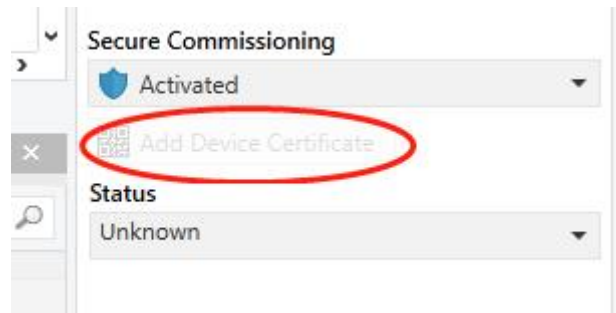 Secure Commissioning
Activated
Add Device Certificate
Status
Unknown